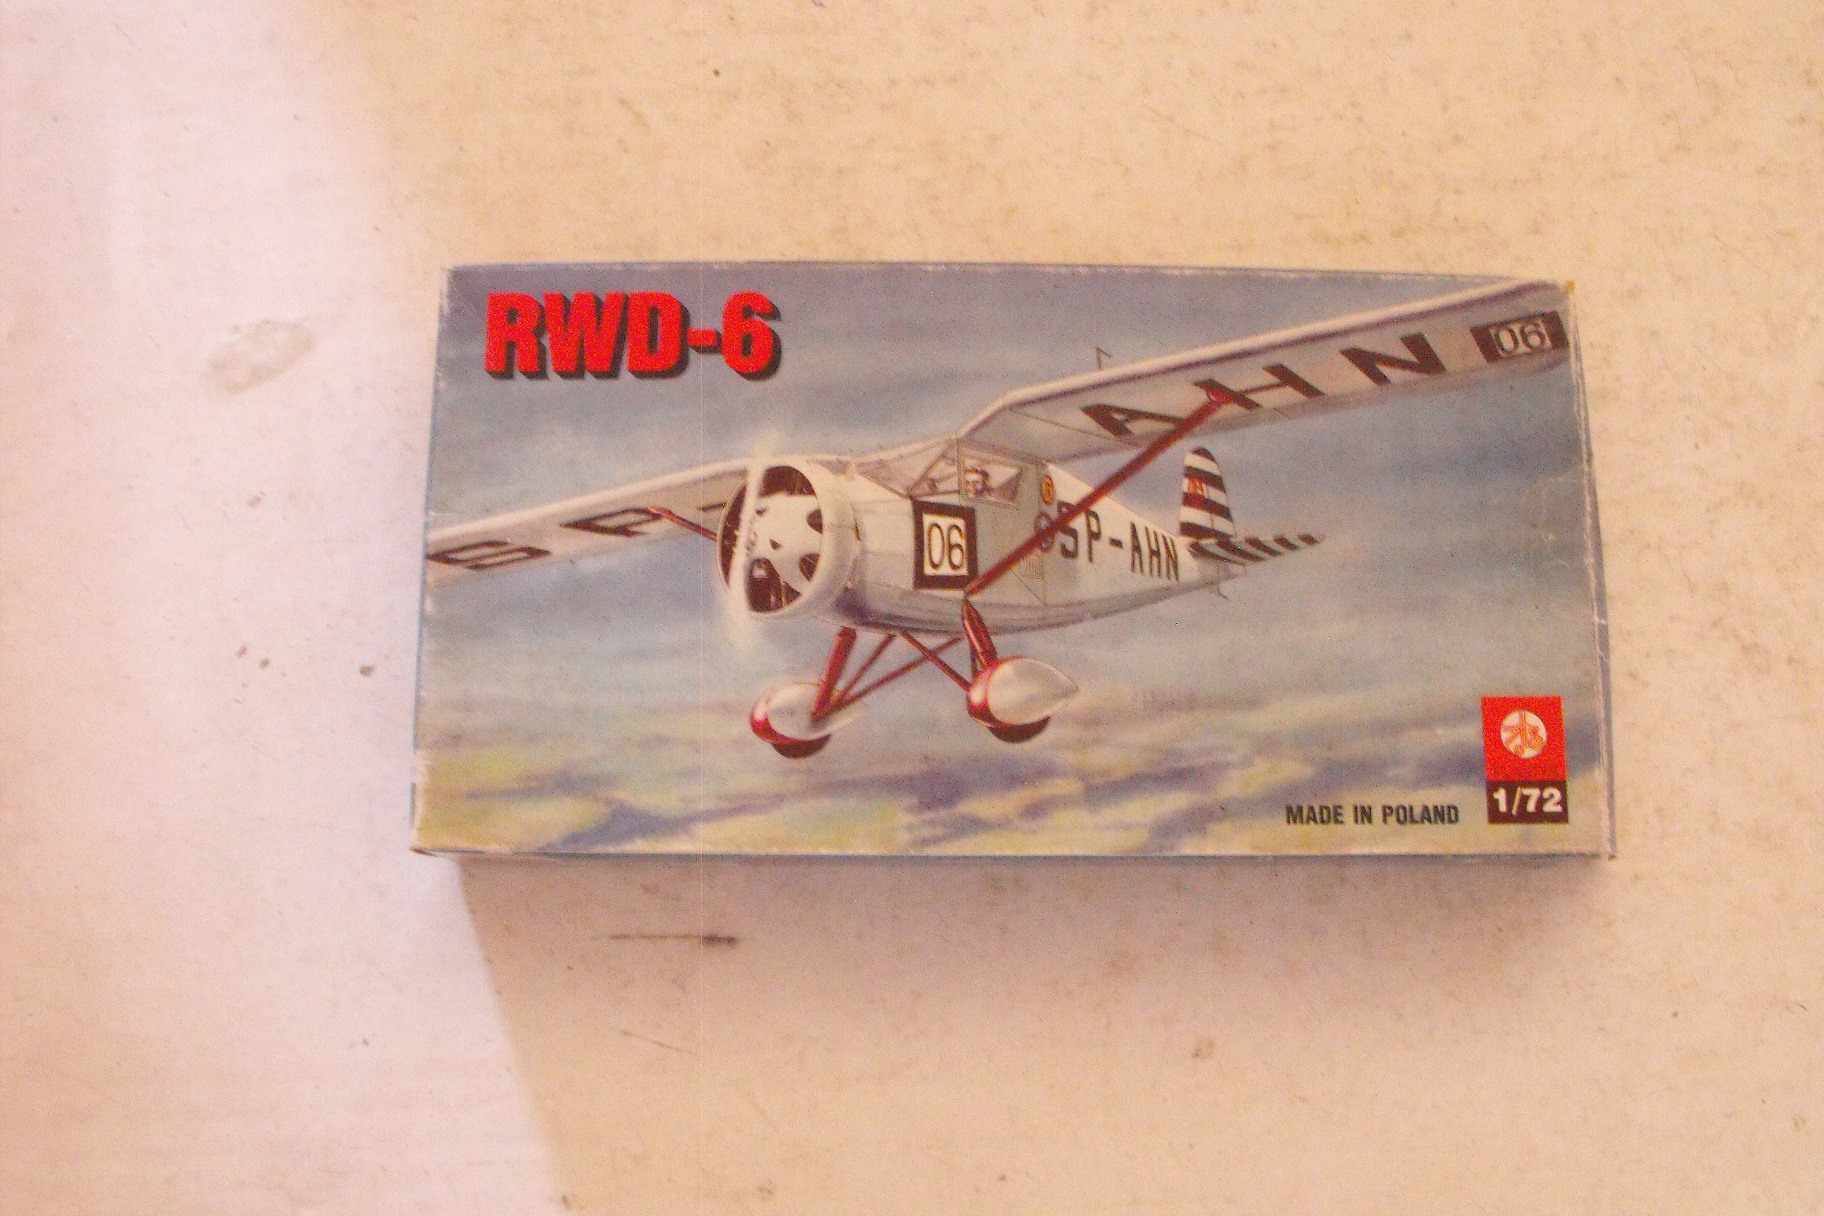 RWD-6
AHN 06
SP-
06
SP-AHN
MADE IN POLAND
1/72